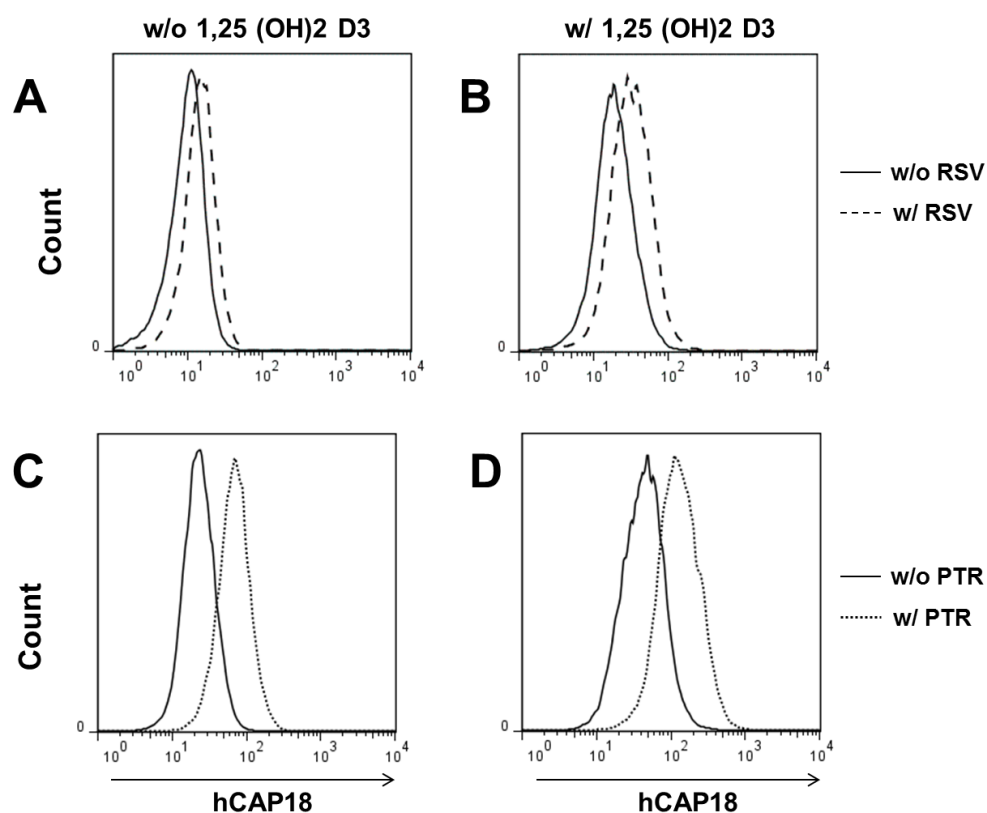 w/o 1,25 (OH)2 D3
w/ 1,25 (OH)2 D3
A
B
Count
0
10^0 10^1 10^2 10^3 10^4
0
10^0 10^1 10^2 10^3 10^4
w/o RSV
w/ RSV
C
D
Count
0
10^0 10^1 10^2 10^3 10^4
0
10^0 10^1 10^2 10^3 10^4
w/o PTR
w/ PTR
hCAP18
hCAP18